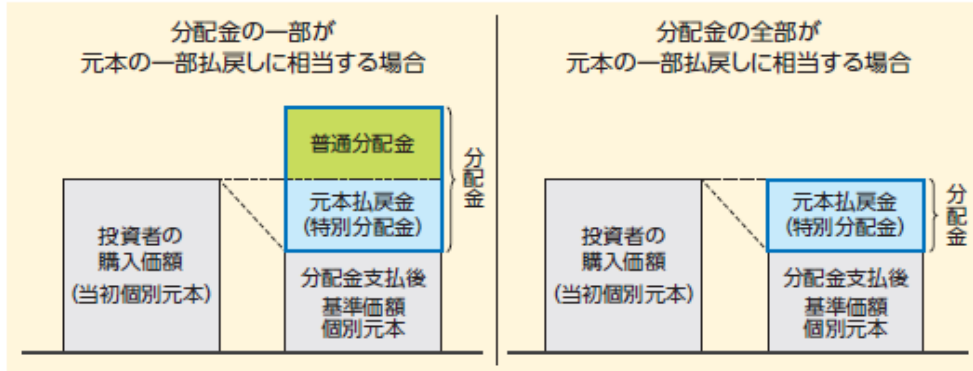 分配金の一部が
元本の一部払戻しに相当する場合
普通分配金
元本払戻金
(特別分配金)
分配金
投資者の
購入価額
(当初個別元本)
分配金支払後
基準価額
個別元本
分配金の全部が
元本の一部払戻しに相当する場合
元本払戻金
(特別分配金)
分配金
投資者の
購入価額
(当初個別元本)
分配金支払後
基準価額
個別元本